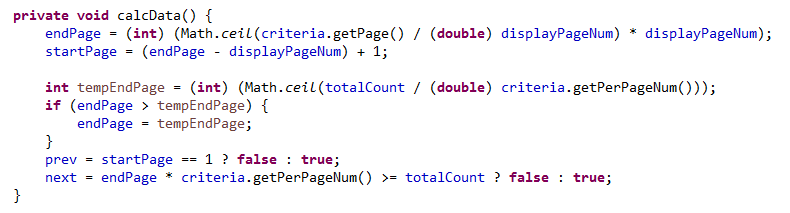 private void calcData() {
    endPage = (int) (Math.ceil(criteria.getPage() / (double) displayPageNum) * displayPageNum);
    startPage = (endPage - displayPageNum) + 1;

    int tempEndPage = (int) (Math.ceil(totalCount / (double) criteria.getPerPageNum()));
    if (endPage > tempEndPage) {
        endPage = tempEndPage;
    }
    prev = startPage == 1 ? false : true;
    next = endPage * criteria.getPerPageNum() >= totalCount ? false : true;
}